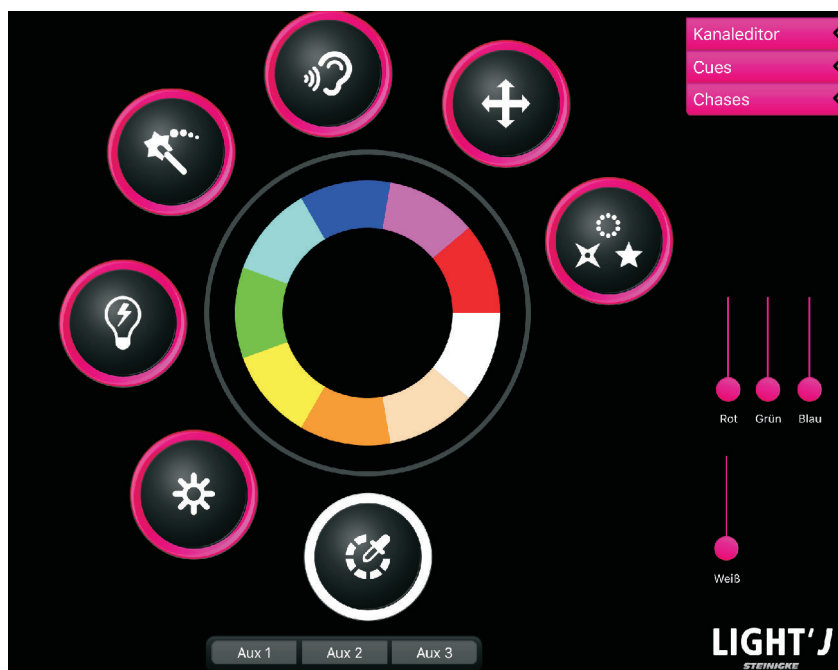 Kanaleditor
Cues
Chases
Rot Grün Blau
Weiß
Aux 1 Aux 2 Aux 3
LIGHT'J
STEINIGKE